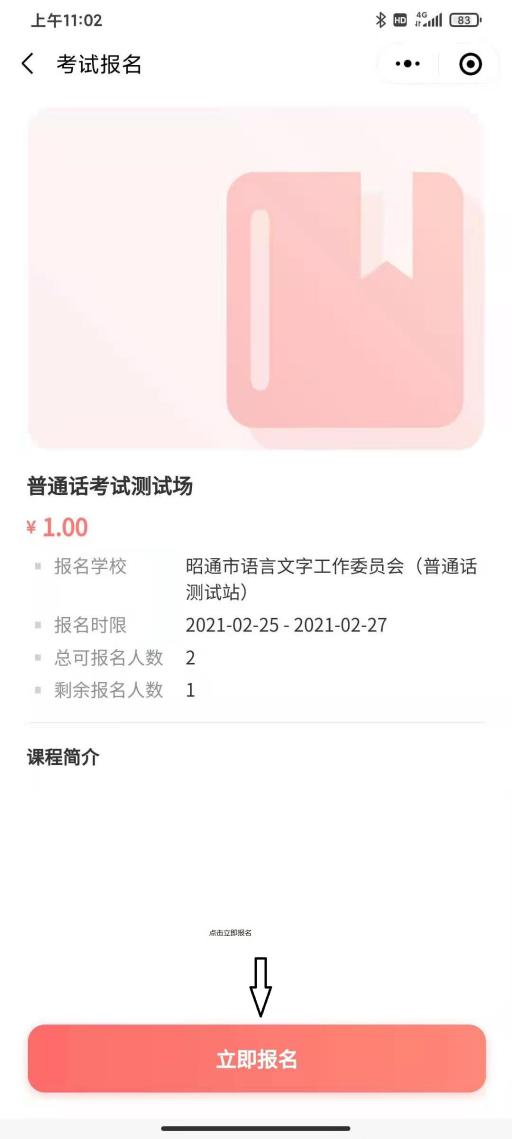 上午11:02
HD 4G 83
考试报名
普通话考试测试场
¥ 1.00
报名学校 昭通市语言文字工作委员会（普通话
测试站）
报名时限 2021-02-25 - 2021-02-27
总可报名人数 2
剩余报名人数 1
课程简介
点击立即报名
立即报名